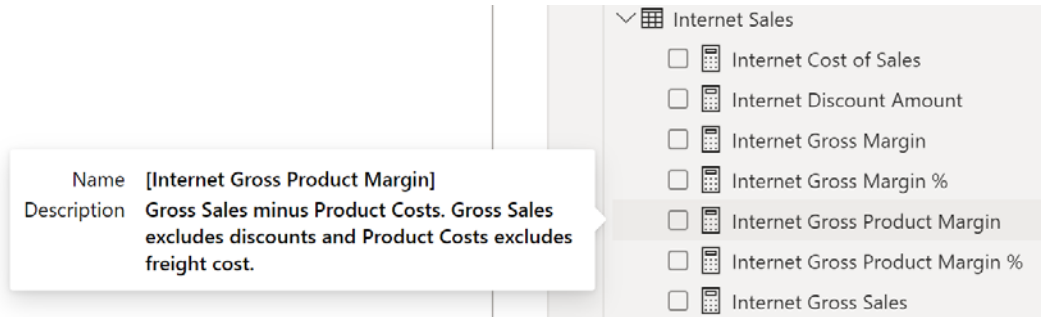 Internet Sales
Internet Cost of Sales
Internet Discount Amount
Internet Gross Margin
Internet Gross Margin %
Internet Gross Product Margin
Internet Gross Product Margin %
Internet Gross Sales
Name [Internet Gross Product Margin]
Description Gross Sales minus Product Costs. Gross Sales
excludes discounts and Product Costs excludes
freight cost.